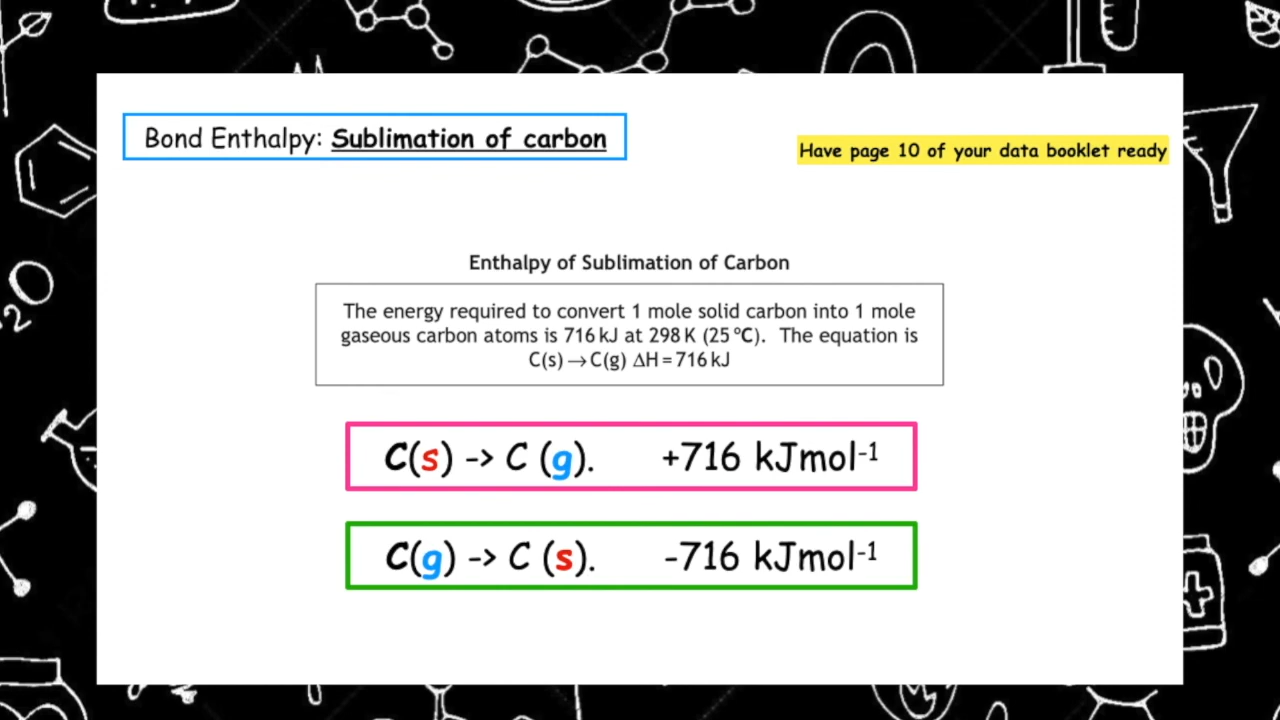 Bond Enthalpy: Sublimation of carbon
Have page 10 of your data booklet ready
Enthalpy of Sublimation of Carbon
The energy required to convert 1 mole solid carbon into 1 mole
gaseous carbon atoms is 716 kJ at 298 K (25 °C). The equation is
C(s) → C(g) ΔH = 716 kJ
C(s) -> C (g). +716 kJmol⁻¹
C(g) -> C (s). -716 kJmol⁻¹
20